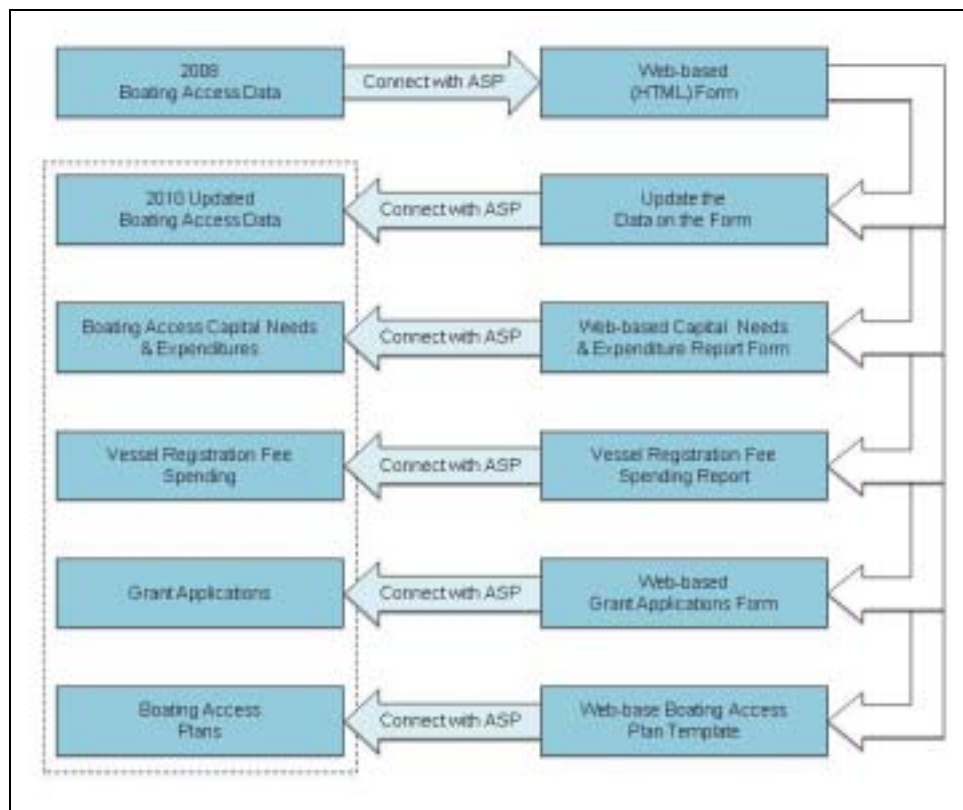 2008
Boating Access Data
Connect with ASP
Web-based
(HTML) Form
2010 Updated
Boating Access Data
Connect with ASP
Update the
Data on the Form
Boating Access Capital Needs
& Expenditures
Connect with ASP
Web-based Capital Needs
& Expenditure Report Form
Vessel Registration Fee
Spending
Connect with ASP
Vessel Registration Fee
Spending Report
Grant Applications
Connect with ASP
Web-based
Grant Applications Form
Boating Access
Plans
Connect with ASP
Web-base Boating Access
Plan Template